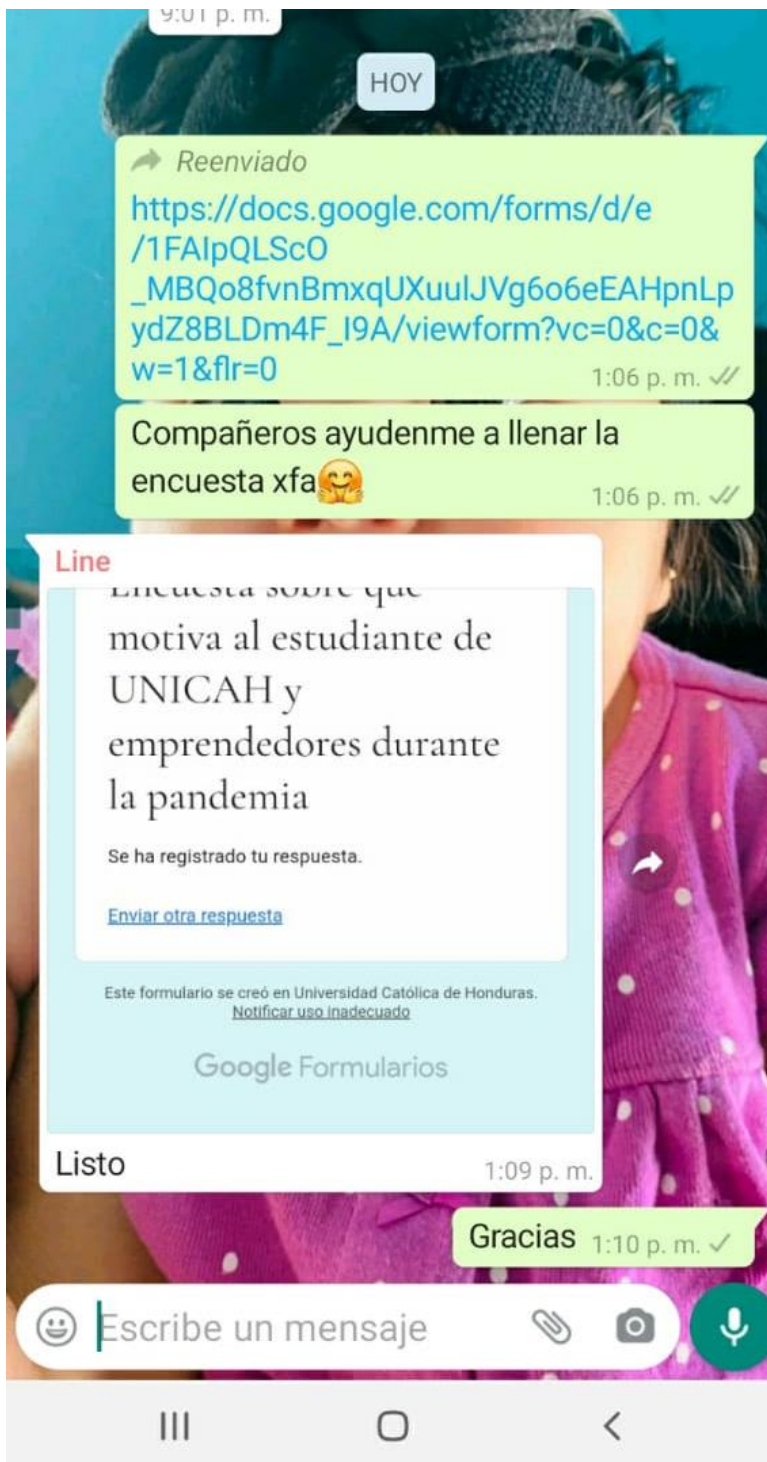 9:01 p. m.
HOY
Reenviado
https://docs.google.com/forms/d/e
/1FAIpQLScO
_MBQo8fvnBmxqUXuulJVg6o6eEAHpnLp
ydZ8BLDm4F_I9A/viewform?vc=0&c=0&
w=1&flr=0
1:06 p. m.
Compañeros ayudenme a llenar la
encuesta xfa🤗
1:06 p. m.
Line
Encuesta sobre que
motiva al estudiante de
UNICAH y
emprendedores durante
la pandemia
Se ha registrado tu respuesta.
Enviar otra respuesta
Este formulario se creó en Universidad Católica de Honduras.
Notificar uso inadecuado
Google Formularios
Listo
1:09 p. m.
Gracias 1:10 p. m.
Escribe un mensaje